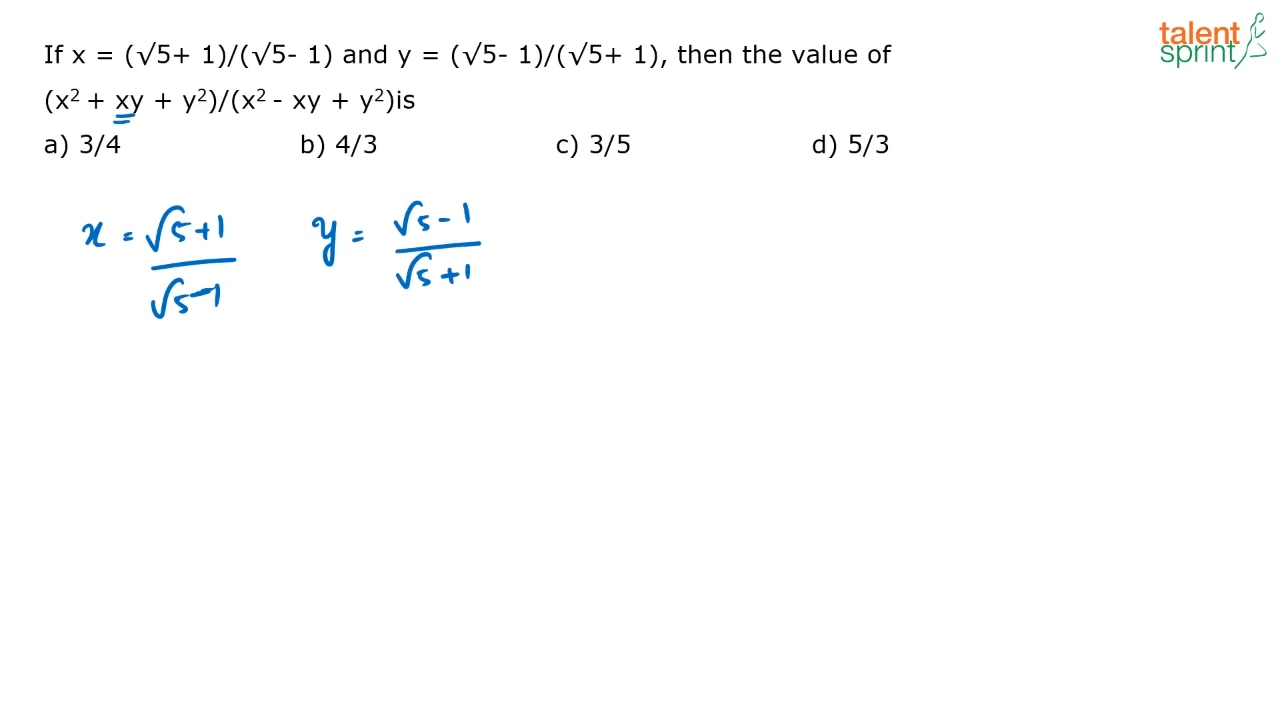 talent
sprint
If x = (√5+ 1)/(√5- 1) and y = (√5- 1)/(√5+ 1), then the value of
(x² + xy + y²)/(x² - xy + y²)is
a) 3/4 b) 4/3 c) 3/5 d) 5/3
x = √5+1 / √5-1 y = √5-1 / √5+1